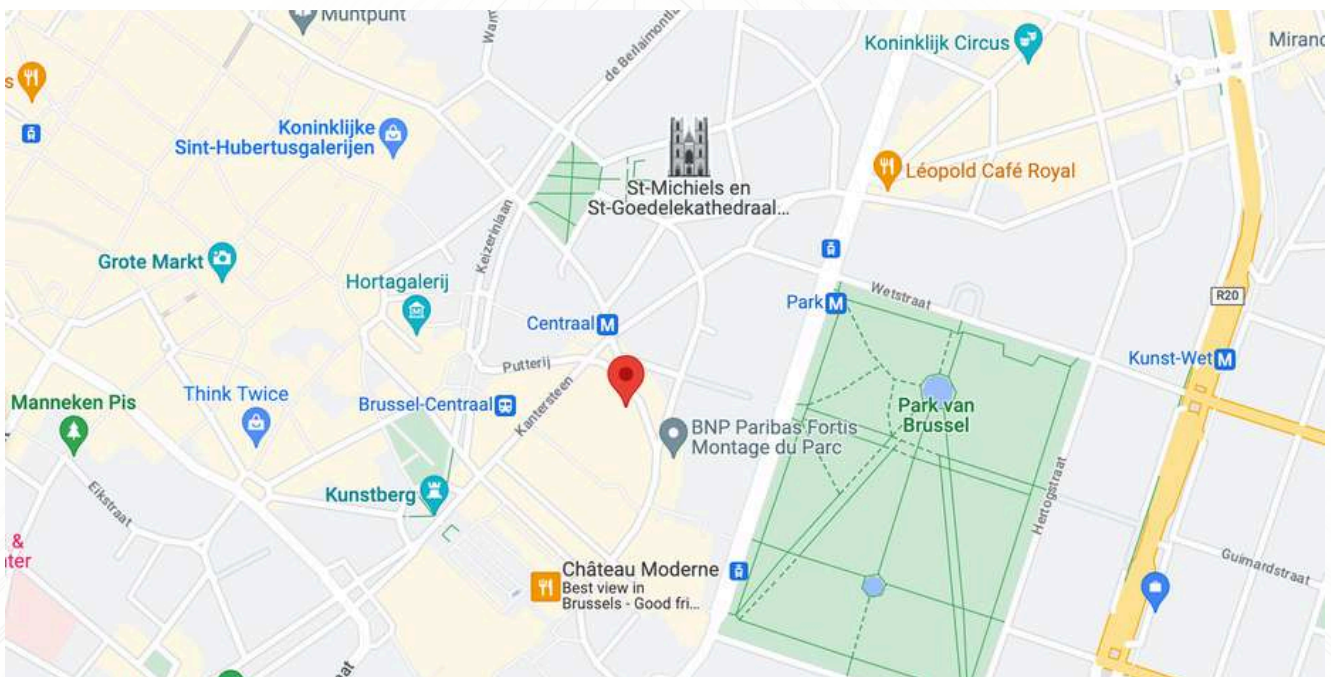 Muntpunt
Koninklijk Circus
de Berlaimontl
Koninklijke
Sint-Hubertusgalerijen
St-Michiels en
St-Goedelekathedraal...
Léopold Café Royal
Keizerinlaan
Grote Markt
Hortagalerij
Wetstraat
Park M
R20
Centraal M
Putterij
Kunst-Wet M
Think Twice
Brussel-Centraal
Kantersteen
Manneken Pis
BNP Paribas Fortis
Montage du Parc
Park van
Brussel
Kunstberg
Eikstraat
Hertogstraat
Guimardstraat
Château Moderne
Best view in
Brussels - Good fri...